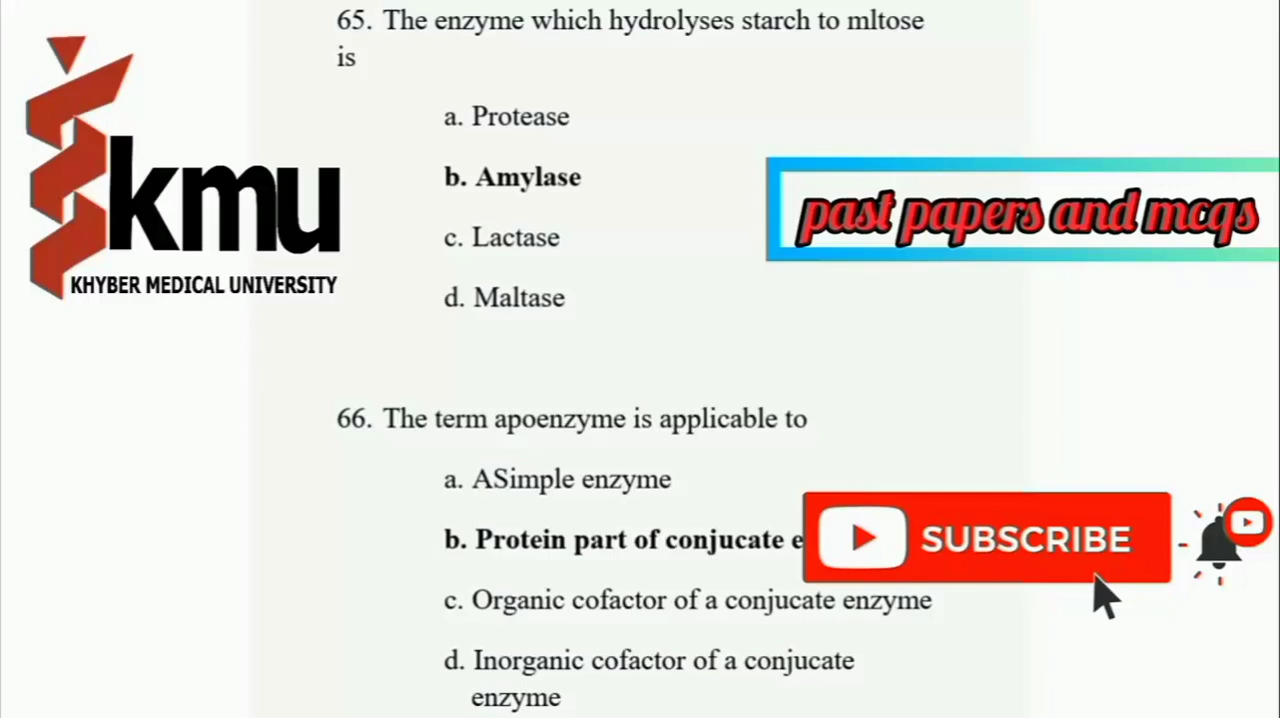 65. The enzyme which hydrolyses starch to mltose
is
a. Protease
b. Amylase
c. Lactase
d. Maltase
kmu
KHYBER MEDICAL UNIVERSITY
past papers and mcqs
66. The term apoenzyme is applicable to
a. ASimple enzyme
b. Protein part of conjucate e
SUBSCRIBE
c. Organic cofactor of a conjucate enzyme
d. Inorganic cofactor of a conjucate
enzyme